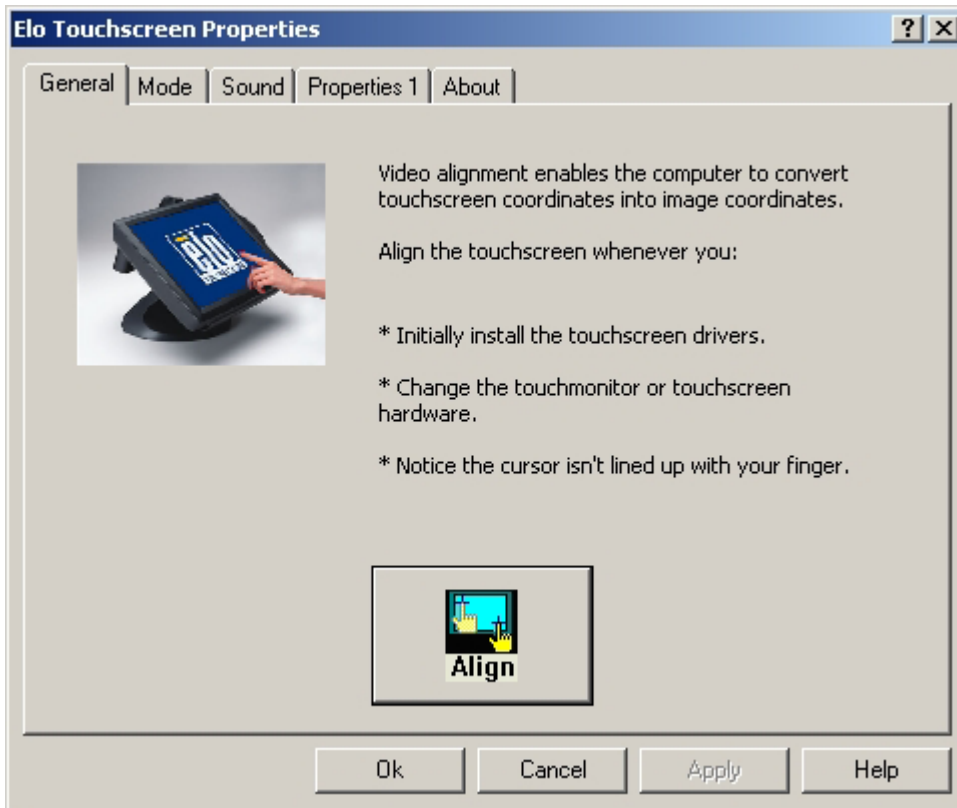 Elo Touchscreen Properties
General Mode Sound Properties 1 About
Video alignment enables the computer to convert
touchscreen coordinates into image coordinates.
Align the touchscreen whenever you:
* Initially install the touchscreen drivers.
* Change the touchmonitor or touchscreen
hardware.
* Notice the cursor isn't lined up with your finger.
elo
Align
Ok Cancel Apply Help